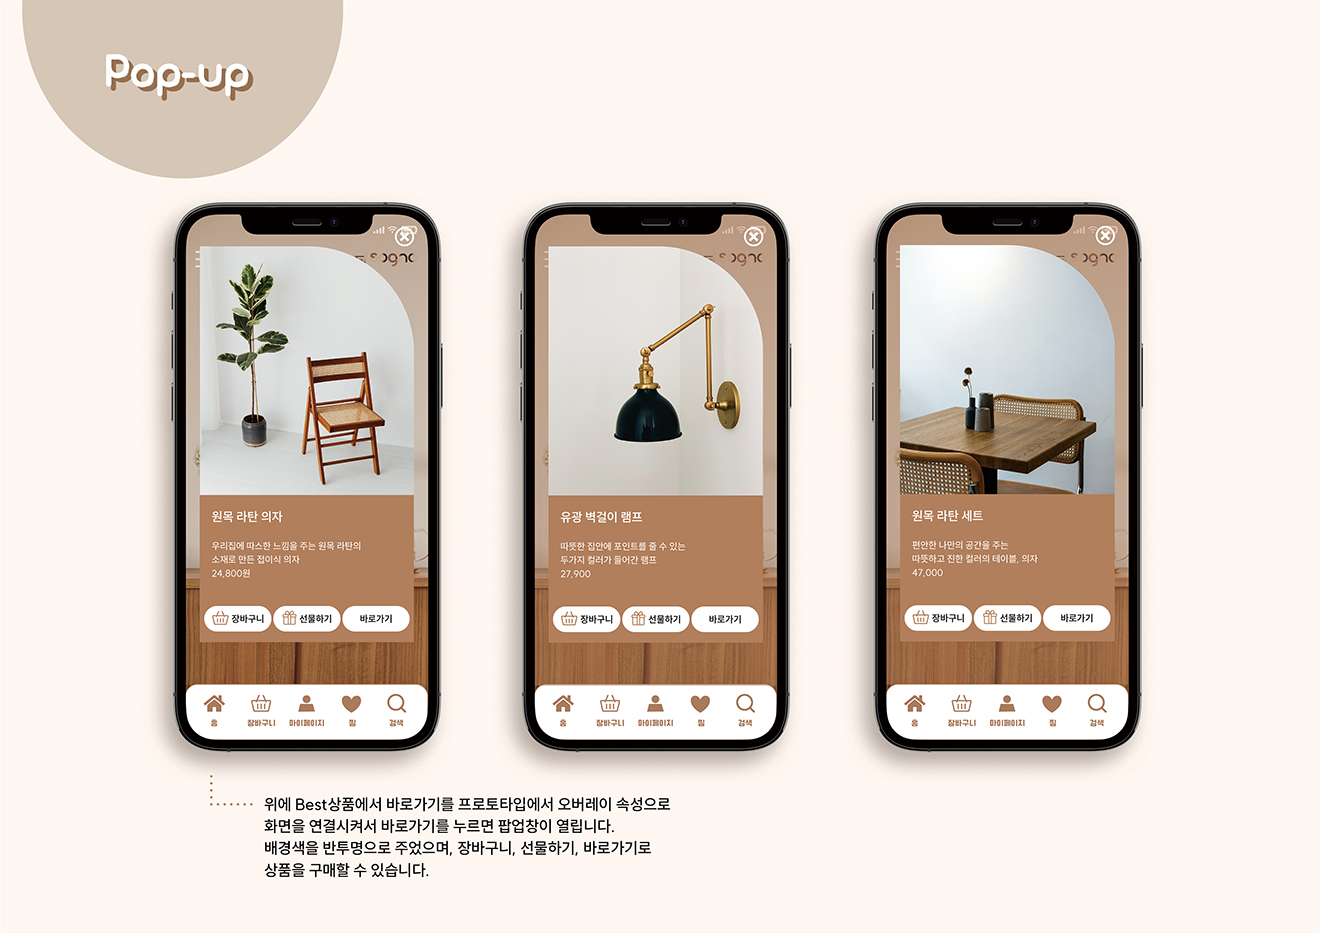 Pop-up
원목 라탄 의자
우리집에 따스한 느낌을 주는 원목 라탄의
소재로 만든 접이식 의자
24,800원
장바구니 선물하기 바로가기
홈 장바구니 마이페이지 찜 검색
유광 벽걸이 램프
따뜻한 집안에 포인트를 줄 수 있는
두가지 컬러가 들어간 램프
27,900
장바구니 선물하기 바로가기
홈 장바구니 마이페이지 찜 검색
원목 라탄 세트
편안한 나만의 공간을 주는
따뜻하고 진한 컬러의 테이블, 의자
47,000
장바구니 선물하기 바로가기
홈 장바구니 마이페이지 찜 검색
위에 Best상품에서 바로가기를 프로토타입에서 오버레이 속성으로
화면을 연결시켜서 바로가기를 누르면 팝업창이 열립니다.
배경색을 반투명으로 주었으며, 장바구니, 선물하기, 바로가기로
상품을 구매할 수 있습니다.